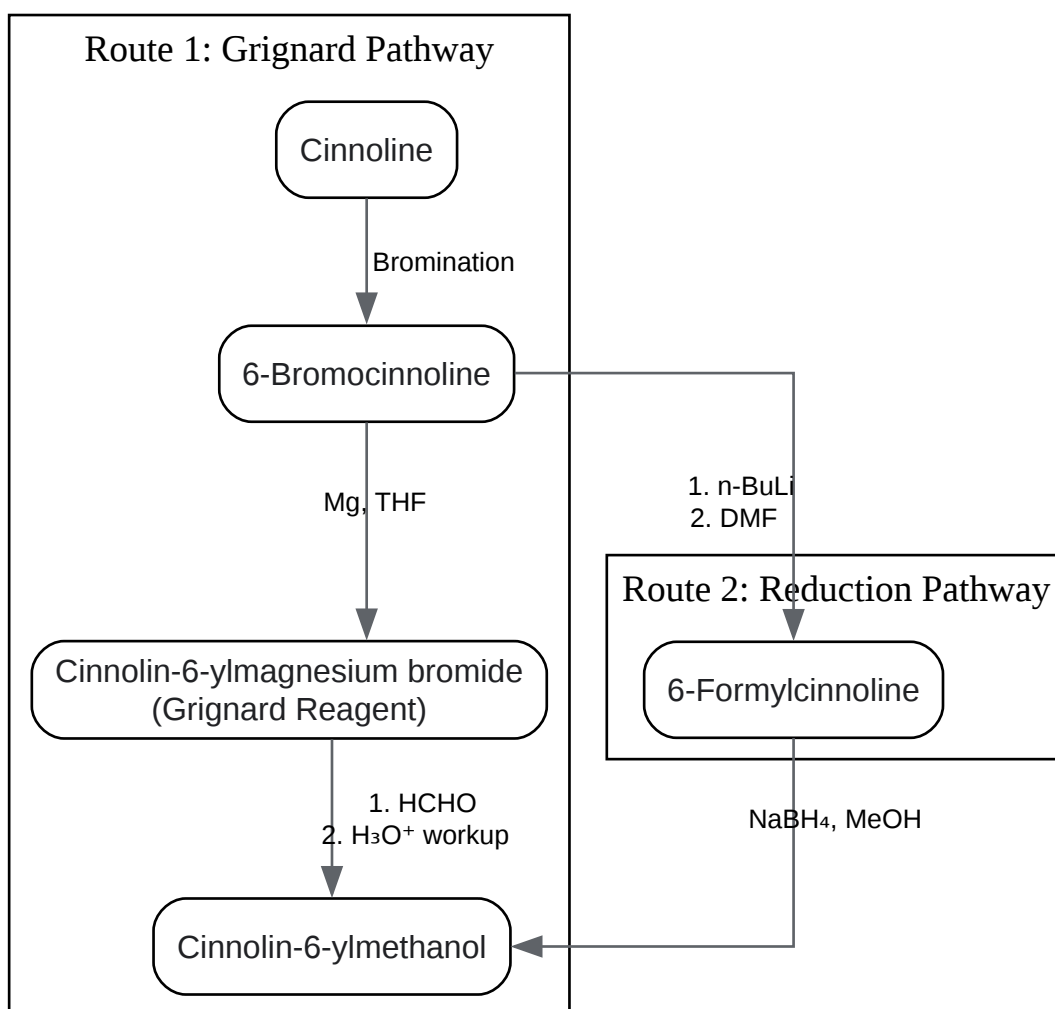 Route 1: Grignard Pathway
Cinnoline
Bromination
6-Bromocinnoline
Mg, THF
1. n-BuLi
2. DMF
Route 2: Reduction Pathway
Cinnolin-6-ylmagnesium bromide
(Grignard Reagent)
6-Formylcinnoline
1. HCHO
2. H₃O⁺ workup
NaBH₄, MeOH
Cinnolin-6-ylmethanol